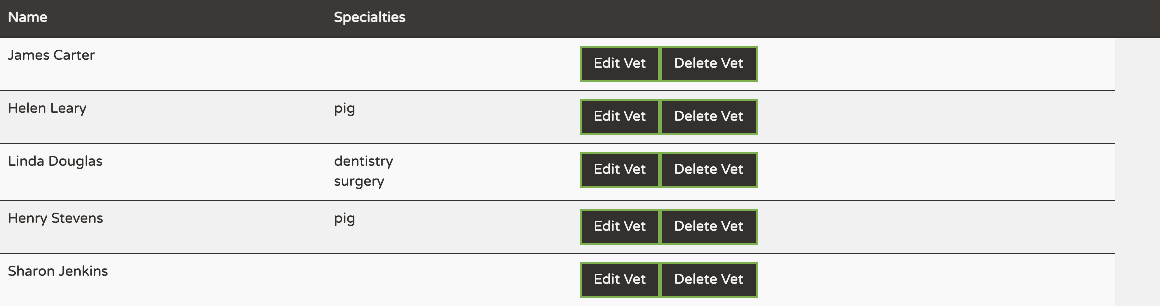 Name Specialties
James Carter Edit Vet Delete Vet
Helen Leary pig Edit Vet Delete Vet
Linda Douglas dentistry Edit Vet Delete Vet
surgery
Henry Stevens pig Edit Vet Delete Vet
Sharon Jenkins Edit Vet Delete Vet